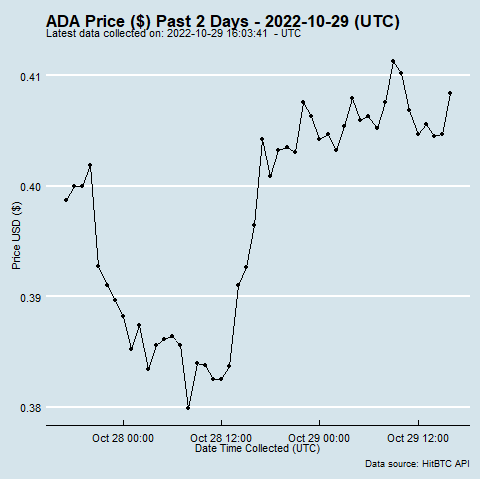 ADA Price ($) Past 2 Days - 2022-10-29 (UTC)
Latest data collected on: 2022-10-29 16:03:41 - UTC
0.41
0.40
0.39
0.38
Price USD ($)
Oct 28 00:00 Oct 28 12:00 Oct 29 00:00 Oct 29 12:00
Date Time Collected (UTC)
Data source: HitBTC API